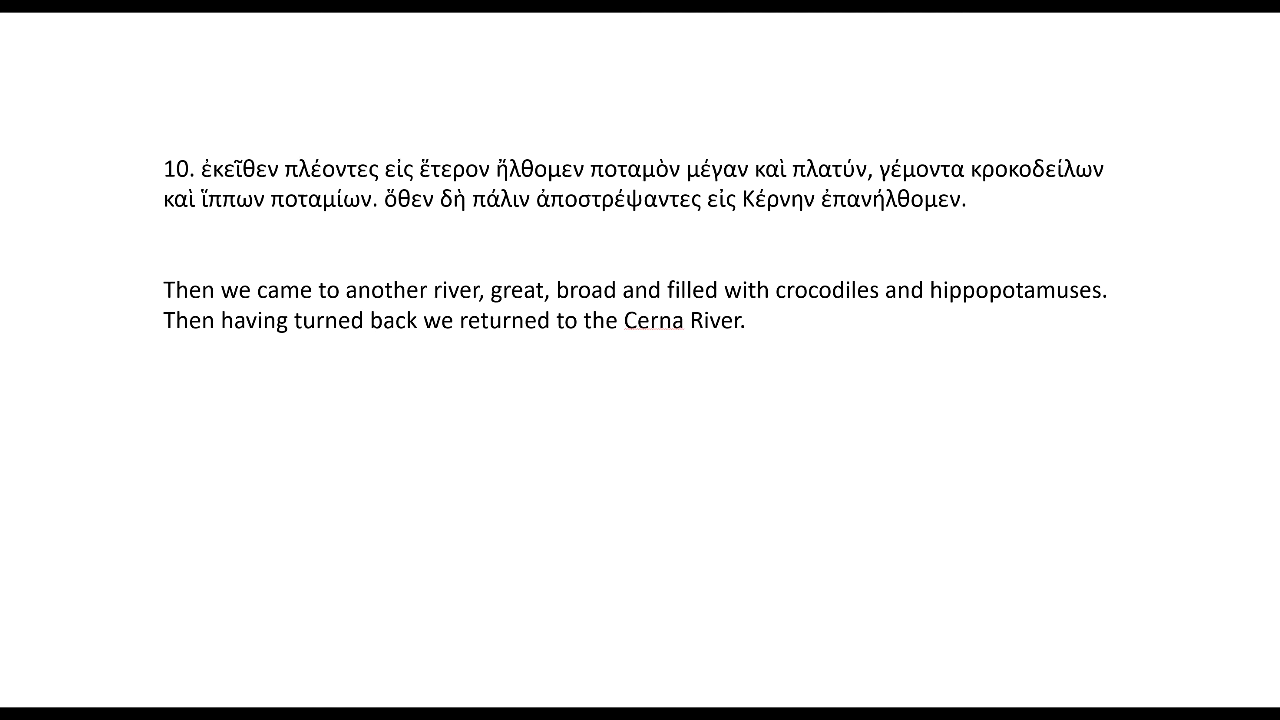 10. ἐκεῖθεν πλέοντες εἰς ἕτερον ἤλθομεν ποταμὸν μέγαν καὶ πλατύν, γέμοντα κροκοδείλων
καὶ ἵππων ποταμίων. ὅθεν δὴ πάλιν ἀποστρέψαντες εἰς Κέρνην ἐπανήλθομεν.
Then we came to another river, great, broad and filled with crocodiles and hippopotamuses.
Then having turned back we returned to the Cerna River.